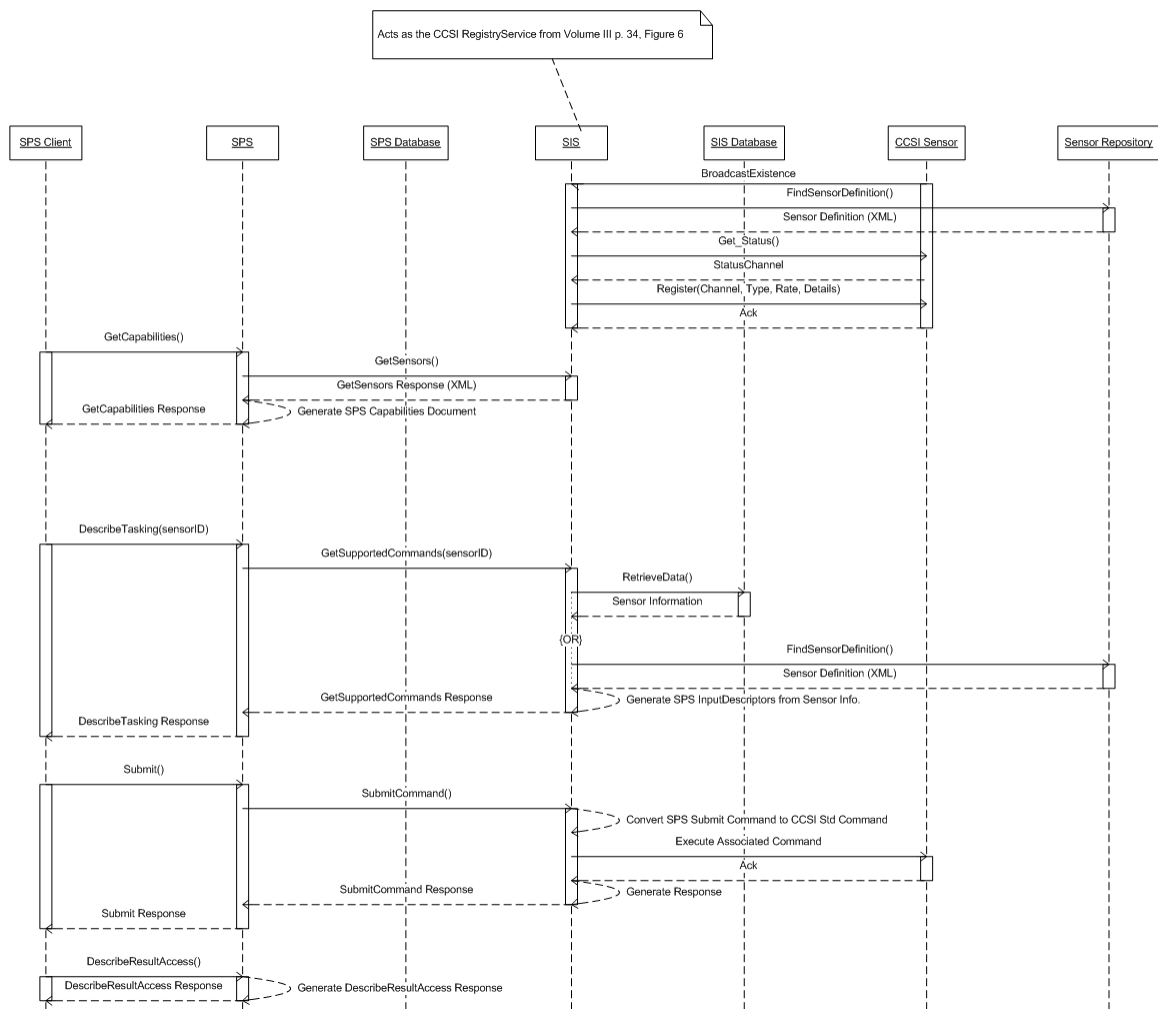 Acts as the CCSI RegistryService from Volume III p. 34, Figure 6
SPS Client
SPS
SPS Database
SIS
SIS Database
CCSI Sensor
Sensor Repository
BroadcastExistence
FindSensorDefinition()
Sensor Definition (XML)
Get_Status()
StatusChannel
Register(Channel, Type, Rate, Details)
Ack
GetCapabilities()
GetSensors()
GetSensors Response (XML)
GetCapabilities Response
Generate SPS Capabilities Document
DescribeTasking(sensorID)
GetSupportedCommands(sensorID)
RetrieveData()
Sensor Information
{OR}
FindSensorDefinition()
Sensor Definition (XML)
GetSupportedCommands Response
Generate SPS InputDescriptors from Sensor Info.
DescribeTasking Response
Submit()
SubmitCommand()
Convert SPS Submit Command to CCSI Std Command
Execute Associated Command
Ack
SubmitCommand Response
Generate Response
Submit Response
DescribeResultAccess()
DescribeResultAccess Response
Generate DescribeResultAccess Response